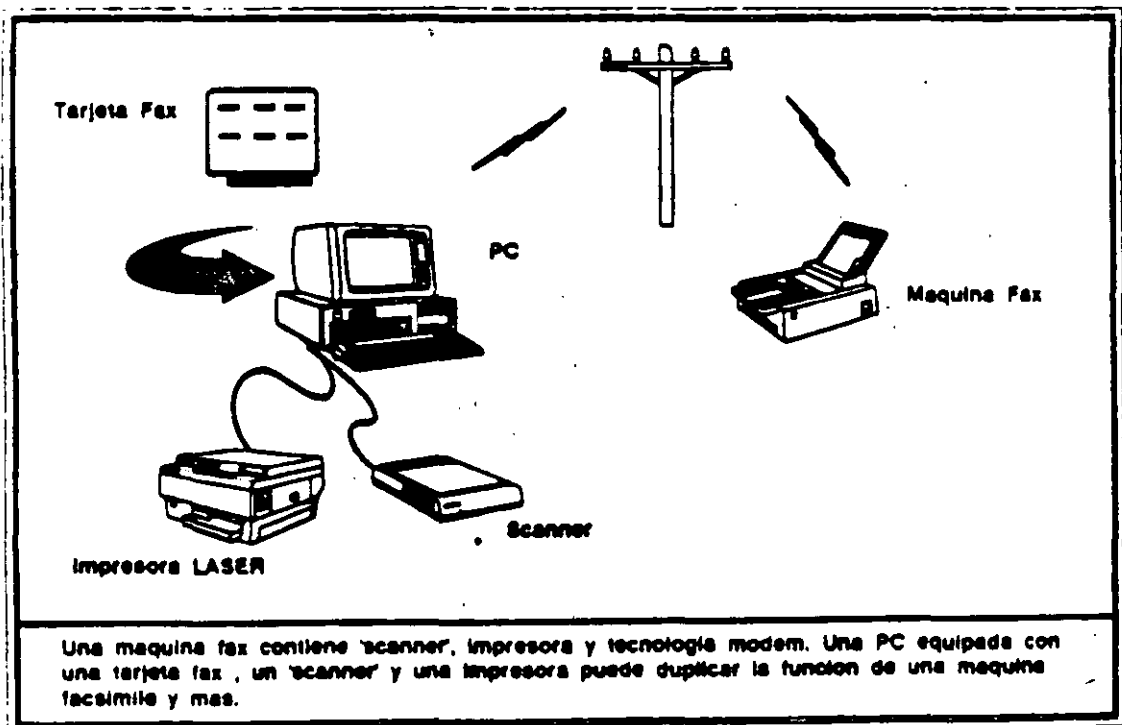 Tarjeta Fax
PC
Maquina Fax
Scanner
Impresora LASER
Una maquina fax contiene 'scanner', impresora y tecnologia modem. Una PC equipada con
una tarjeta fax , un 'scanner' y una impresora puede duplicar la funcion de una maquina
facsimile y mas.